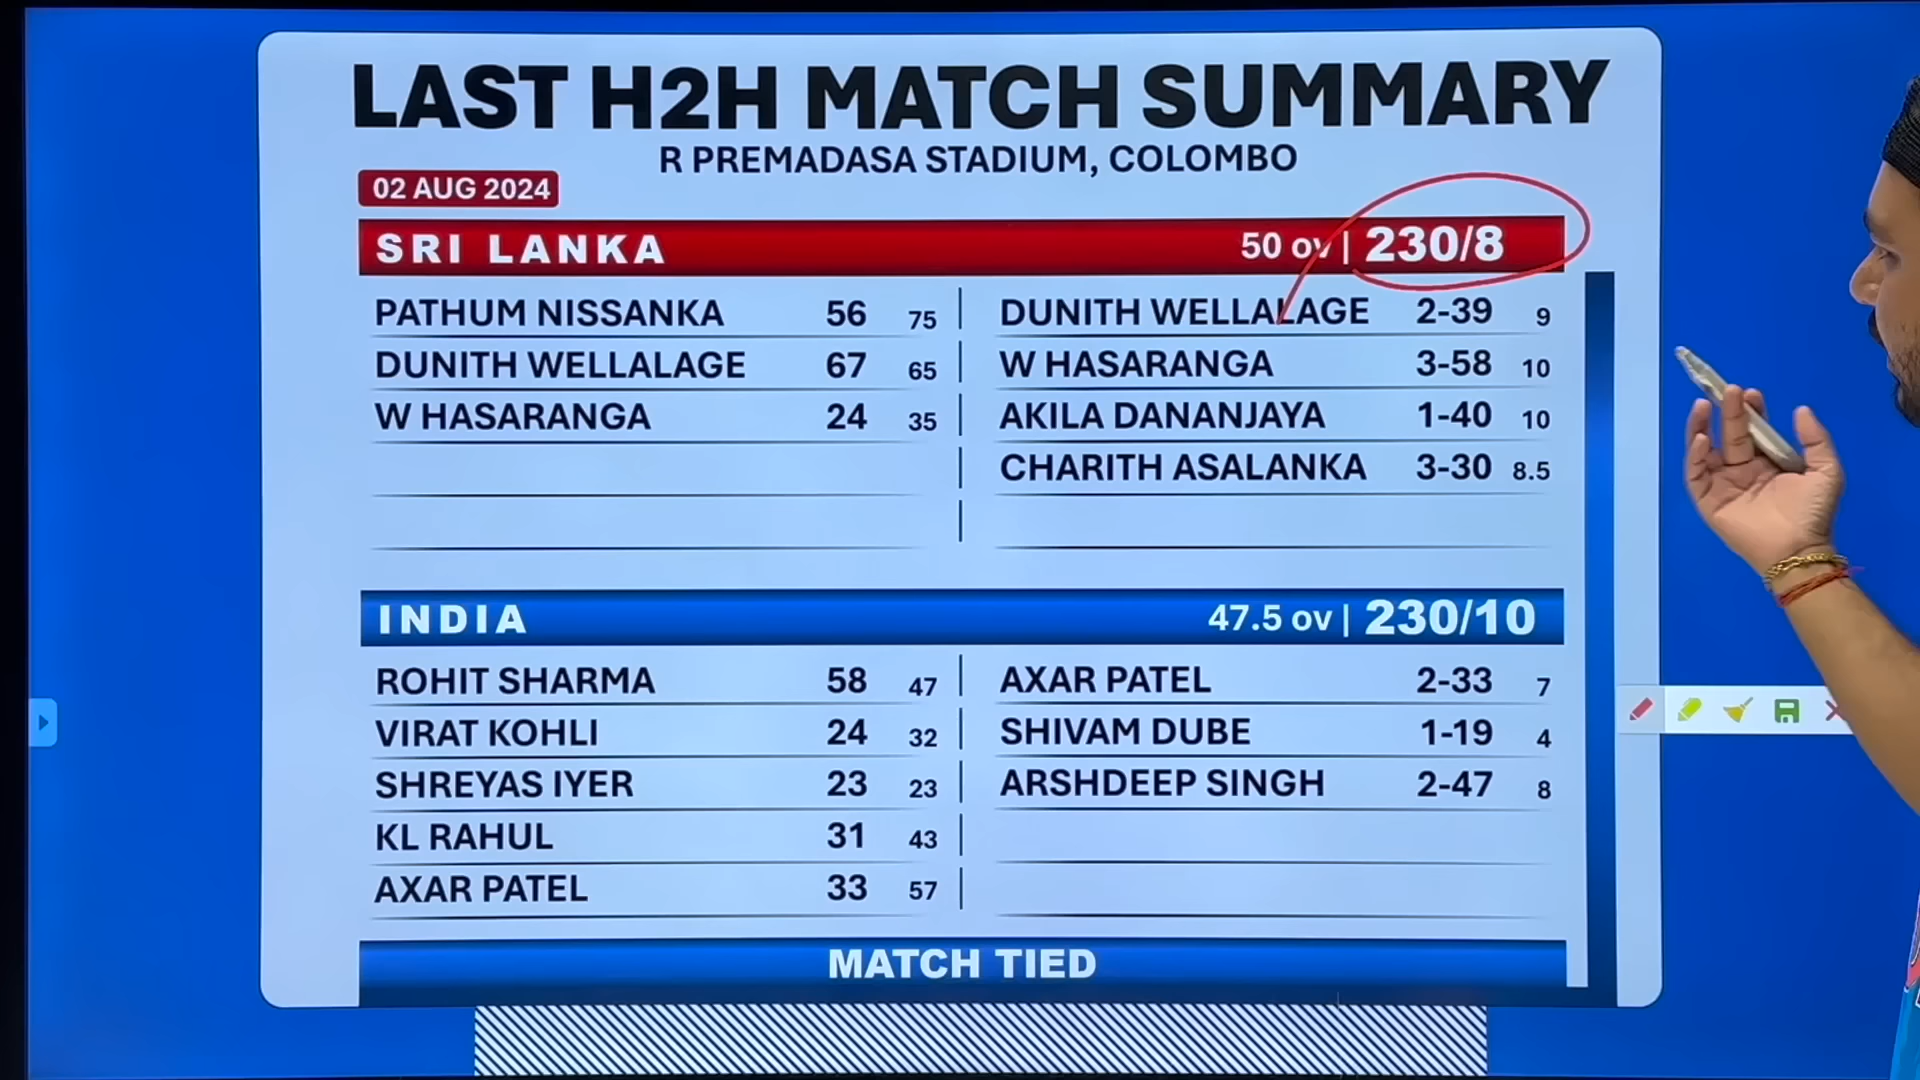 LAST H2H MATCH SUMMARY
R PREMADASA STADIUM, COLOMBO
02 AUG 2024
SRI LANKA 50 ov | 230/8
PATHUM NISSANKA 56 75 | DUNITH WELLALAGE 2-39 9
DUNITH WELLALAGE 67 65 | W HASARANGA 3-58 10
W HASARANGA 24 35 | AKILA DANANJAYA 1-40 10
CHARITH ASALANKA 3-30 8.5
INDIA 47.5 ov | 230/10
ROHIT SHARMA 58 47 | AXAR PATEL 2-33 7
VIRAT KOHLI 24 32 | SHIVAM DUBE 1-19 4
SHREYAS IYER 23 23 | ARSHDEEP SINGH 2-47 8
KL RAHUL 31 43
AXAR PATEL 33 57
MATCH TIED